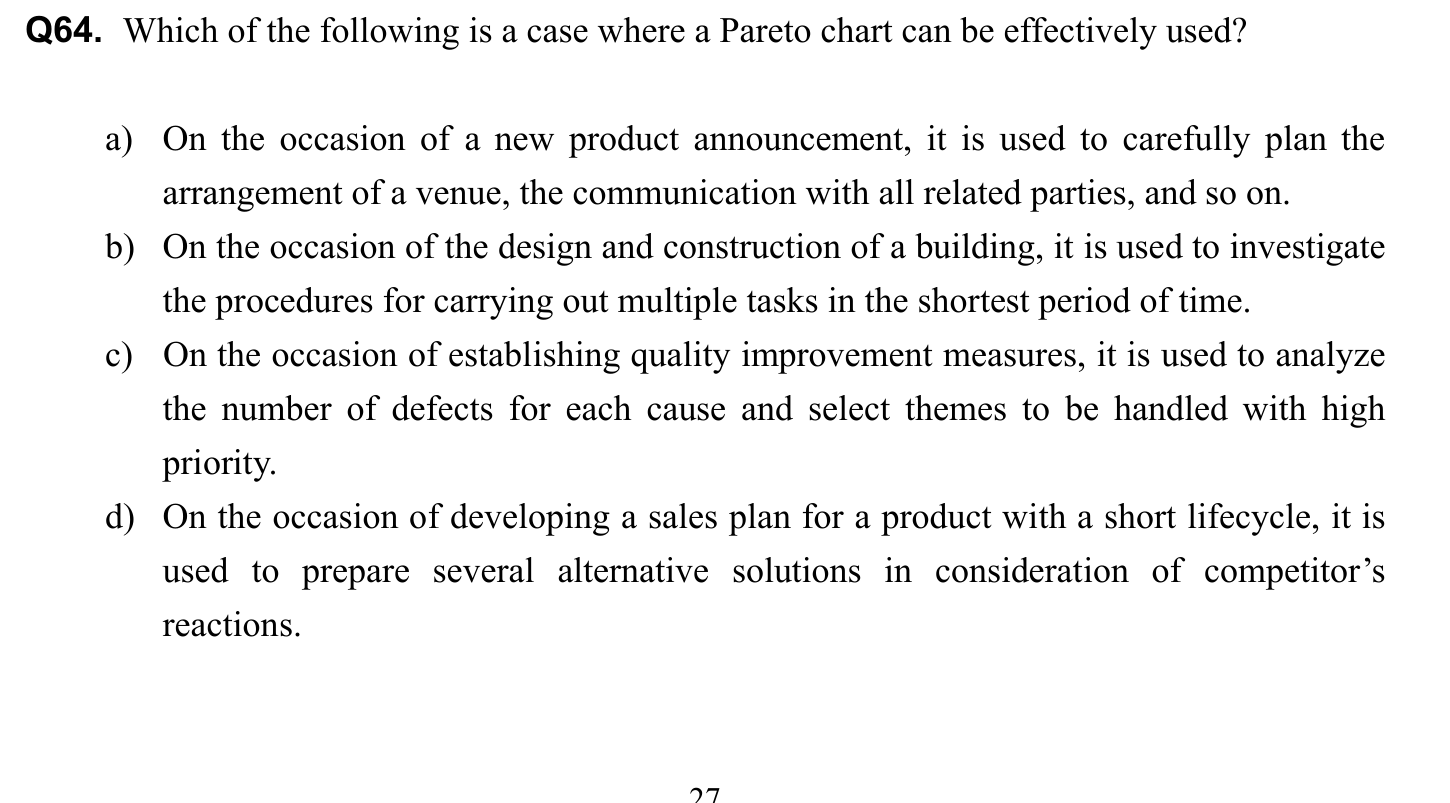 Q64. Which of the following is a case where a Pareto chart can be effectively used?
a) On the occasion of a new product announcement, it is used to carefully plan the
arrangement of a venue, the communication with all related parties, and so on.
b) On the occasion of the design and construction of a building, it is used to investigate
the procedures for carrying out multiple tasks in the shortest period of time.
c) On the occasion of establishing quality improvement measures, it is used to analyze
the number of defects for each cause and select themes to be handled with high
priority.
d) On the occasion of developing a sales plan for a product with a short lifecycle, it is
used to prepare several alternative solutions in consideration of competitor’s
reactions.
27